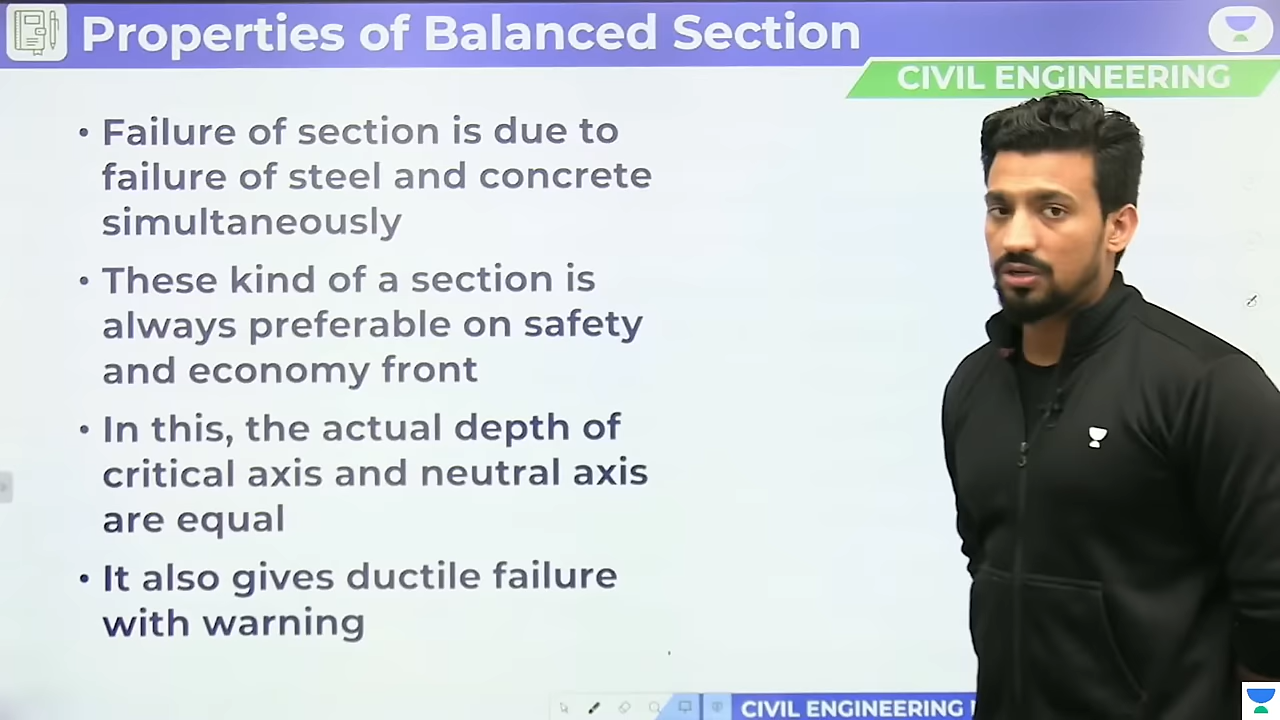 Properties of Balanced Section
CIVIL ENGINEERING
• Failure of section is due to
failure of steel and concrete
simultaneously
• These kind of a section is
always preferable on safety
and economy front
• In this, the actual depth of
critical axis and neutral axis
are equal
• It also gives ductile failure
with warning
CIVIL ENGINEERING